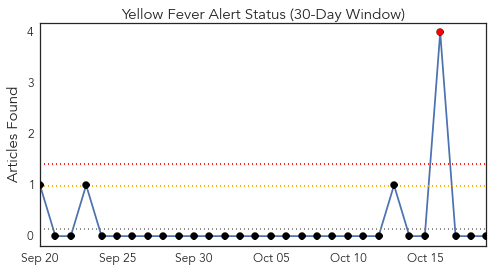 Yellow Fever Alert Status (30-Day Window)
Articles Found
4
3
2
1
0
Sep 20 Sep 25 Sep 30 Oct 05 Oct 10 Oct 15